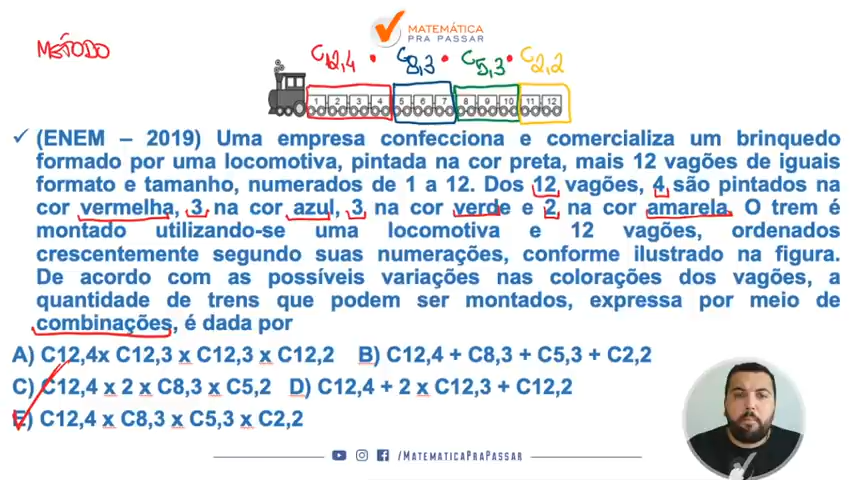 MATEMÁTICA
PRA PASSAR
MÉTODO
C12,4 • C8,3 • C5,3 • C2,2
1 2 3 4 5 6 7 8 9 10 11 12
✓ (ENEM – 2019) Uma empresa confecciona e comercializa um brinquedo
formado por uma locomotiva, pintada na cor preta, mais 12 vagões de iguais
formato e tamanho, numerados de 1 a 12. Dos 12 vagões, 4 são pintados na
cor vermelha, 3 na cor azul, 3 na cor verde e 2 na cor amarela. O trem é
montado utilizando-se uma locomotiva e 12 vagões, ordenados
crescentemente segundo suas numerações, conforme ilustrado na figura.
De acordo com as possíveis variações nas colorações dos vagões, a
quantidade de trens que podem ser montados, expressa por meio de
combinações, é dada por
A) C12,4x C12,3 x C12,3 x C12,2 B) C12,4 + C8,3 + C5,3 + C2,2
C) C12,4 x 2 x C8,3 x C5,2 D) C12,4 + 2 x C12,3 + C12,2
E) C12,4 x C8,3 x C5,3 x C2,2
/MatematicaPraPassar